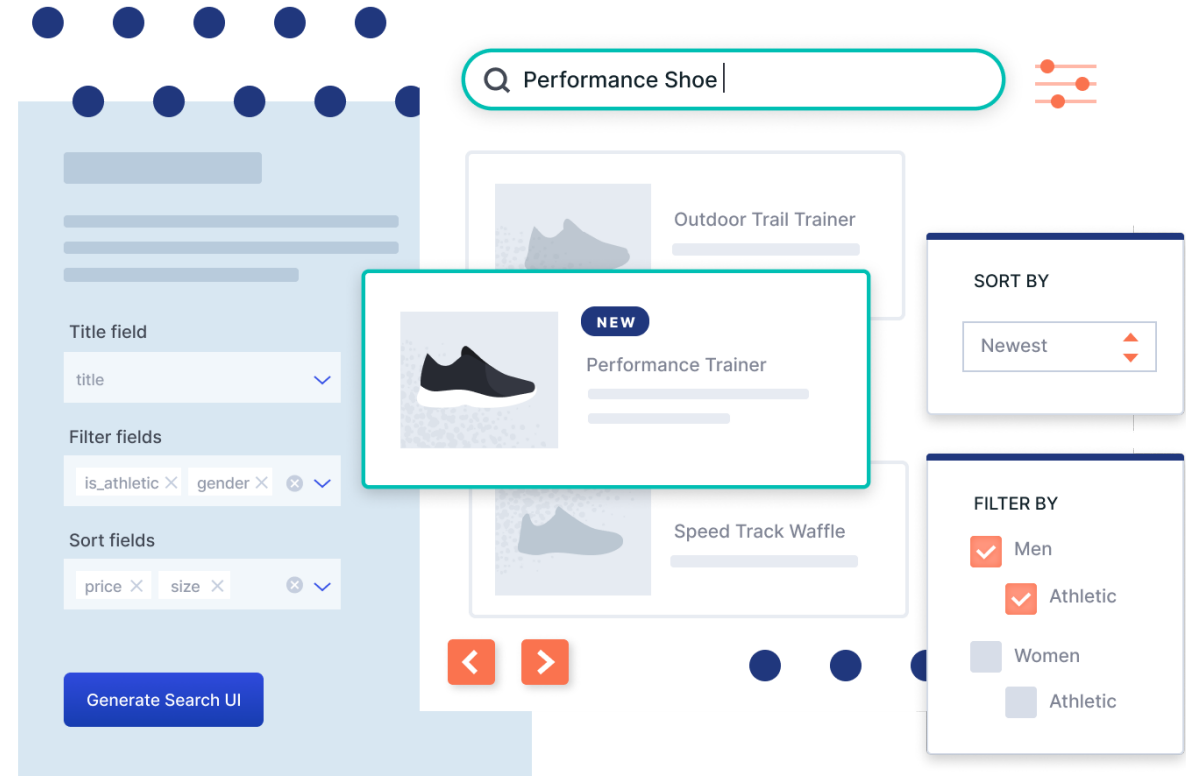 Performance Shoe
Title field
title
Filter fields
is_athletic gender
Sort fields
price size
Generate Search UI
Outdoor Trail Trainer
NEW
Performance Trainer
Speed Track Waffle
SORT BY
Newest
FILTER BY
Men
Athletic
Women
Athletic